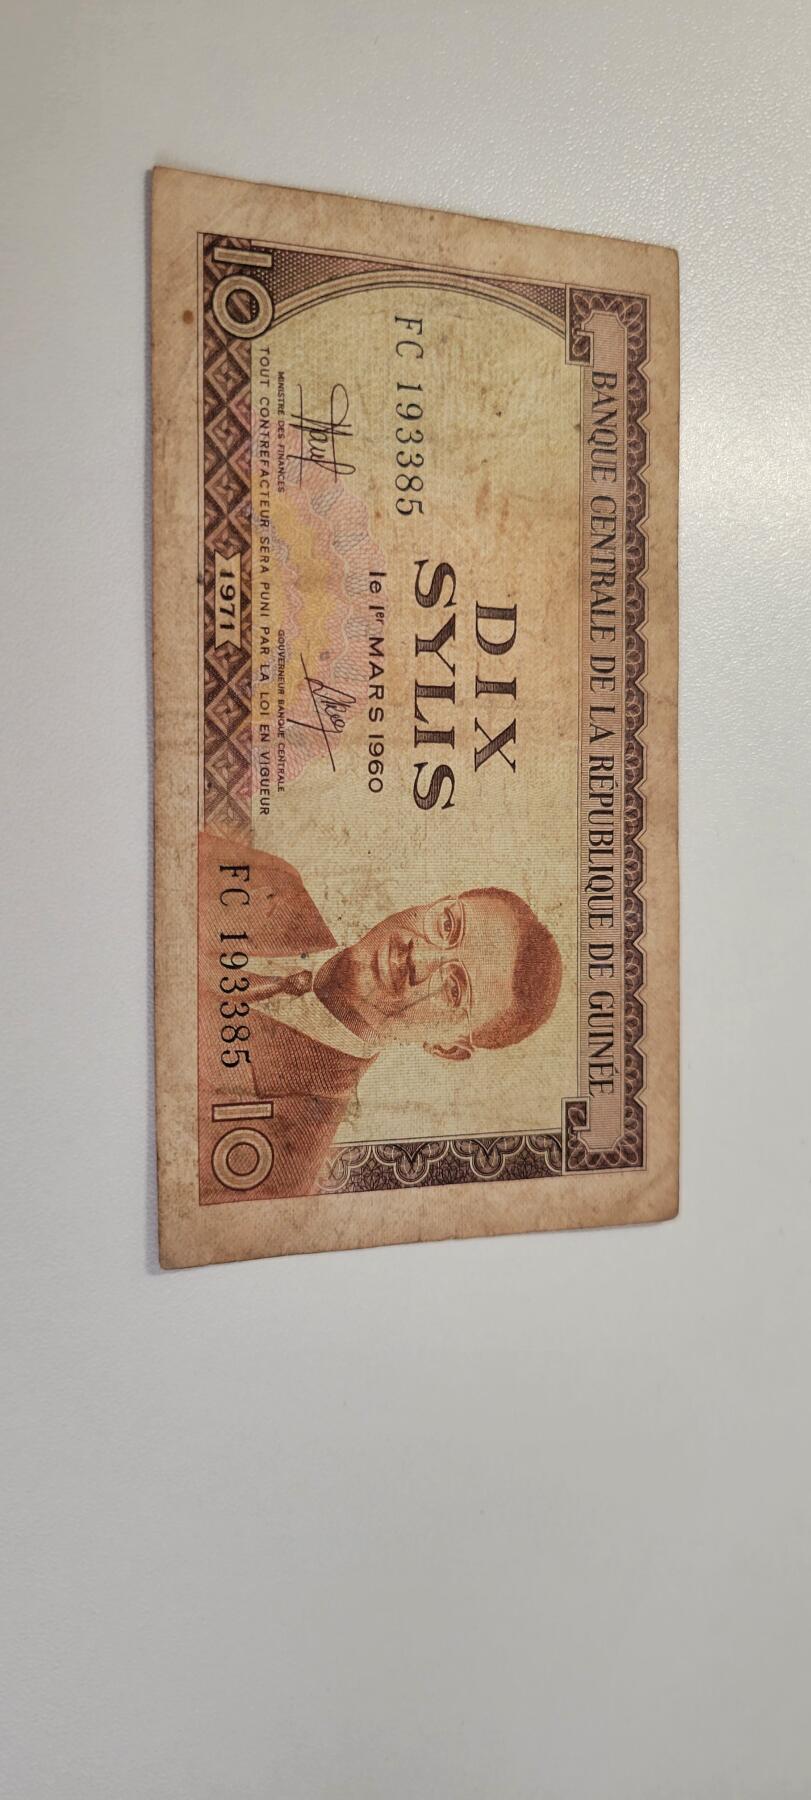 BANQUE CENTRALE DE LA RÉPUBLIQUE DE GUINÉE
DIX
SYLIS
FC 193385
le 1er MARS 1960
MINISTRE DES FINANCES
GOUVERNEUR BANQUE CENTRALE
TOUT CONTREFACTEUR SERA PUNI PAR LA LOI EN VIGUEUR
FC 193385
10
1971
10